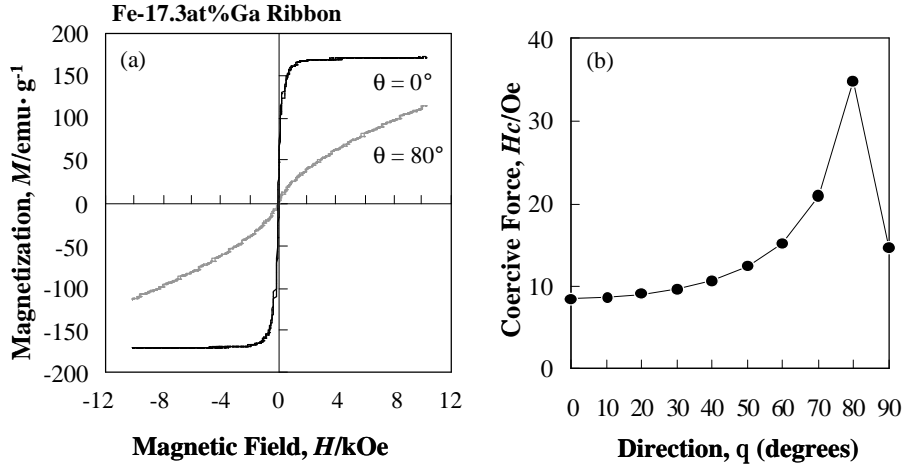 Fe-17.3at%Ga Ribbon
(a)
θ = 0°
θ = 80°
Magnetization, M/emu• g-1
200
150
100
50
0
-50
-100
-150
-200
-12 -8 -4 0 4 8 12
Magnetic Field, H/kOe
(b)
Coercive Force, Hc/Oe
40
30
20
10
0
0 10 20 30 40 50 60 70 80 90
Direction, q (degrees)